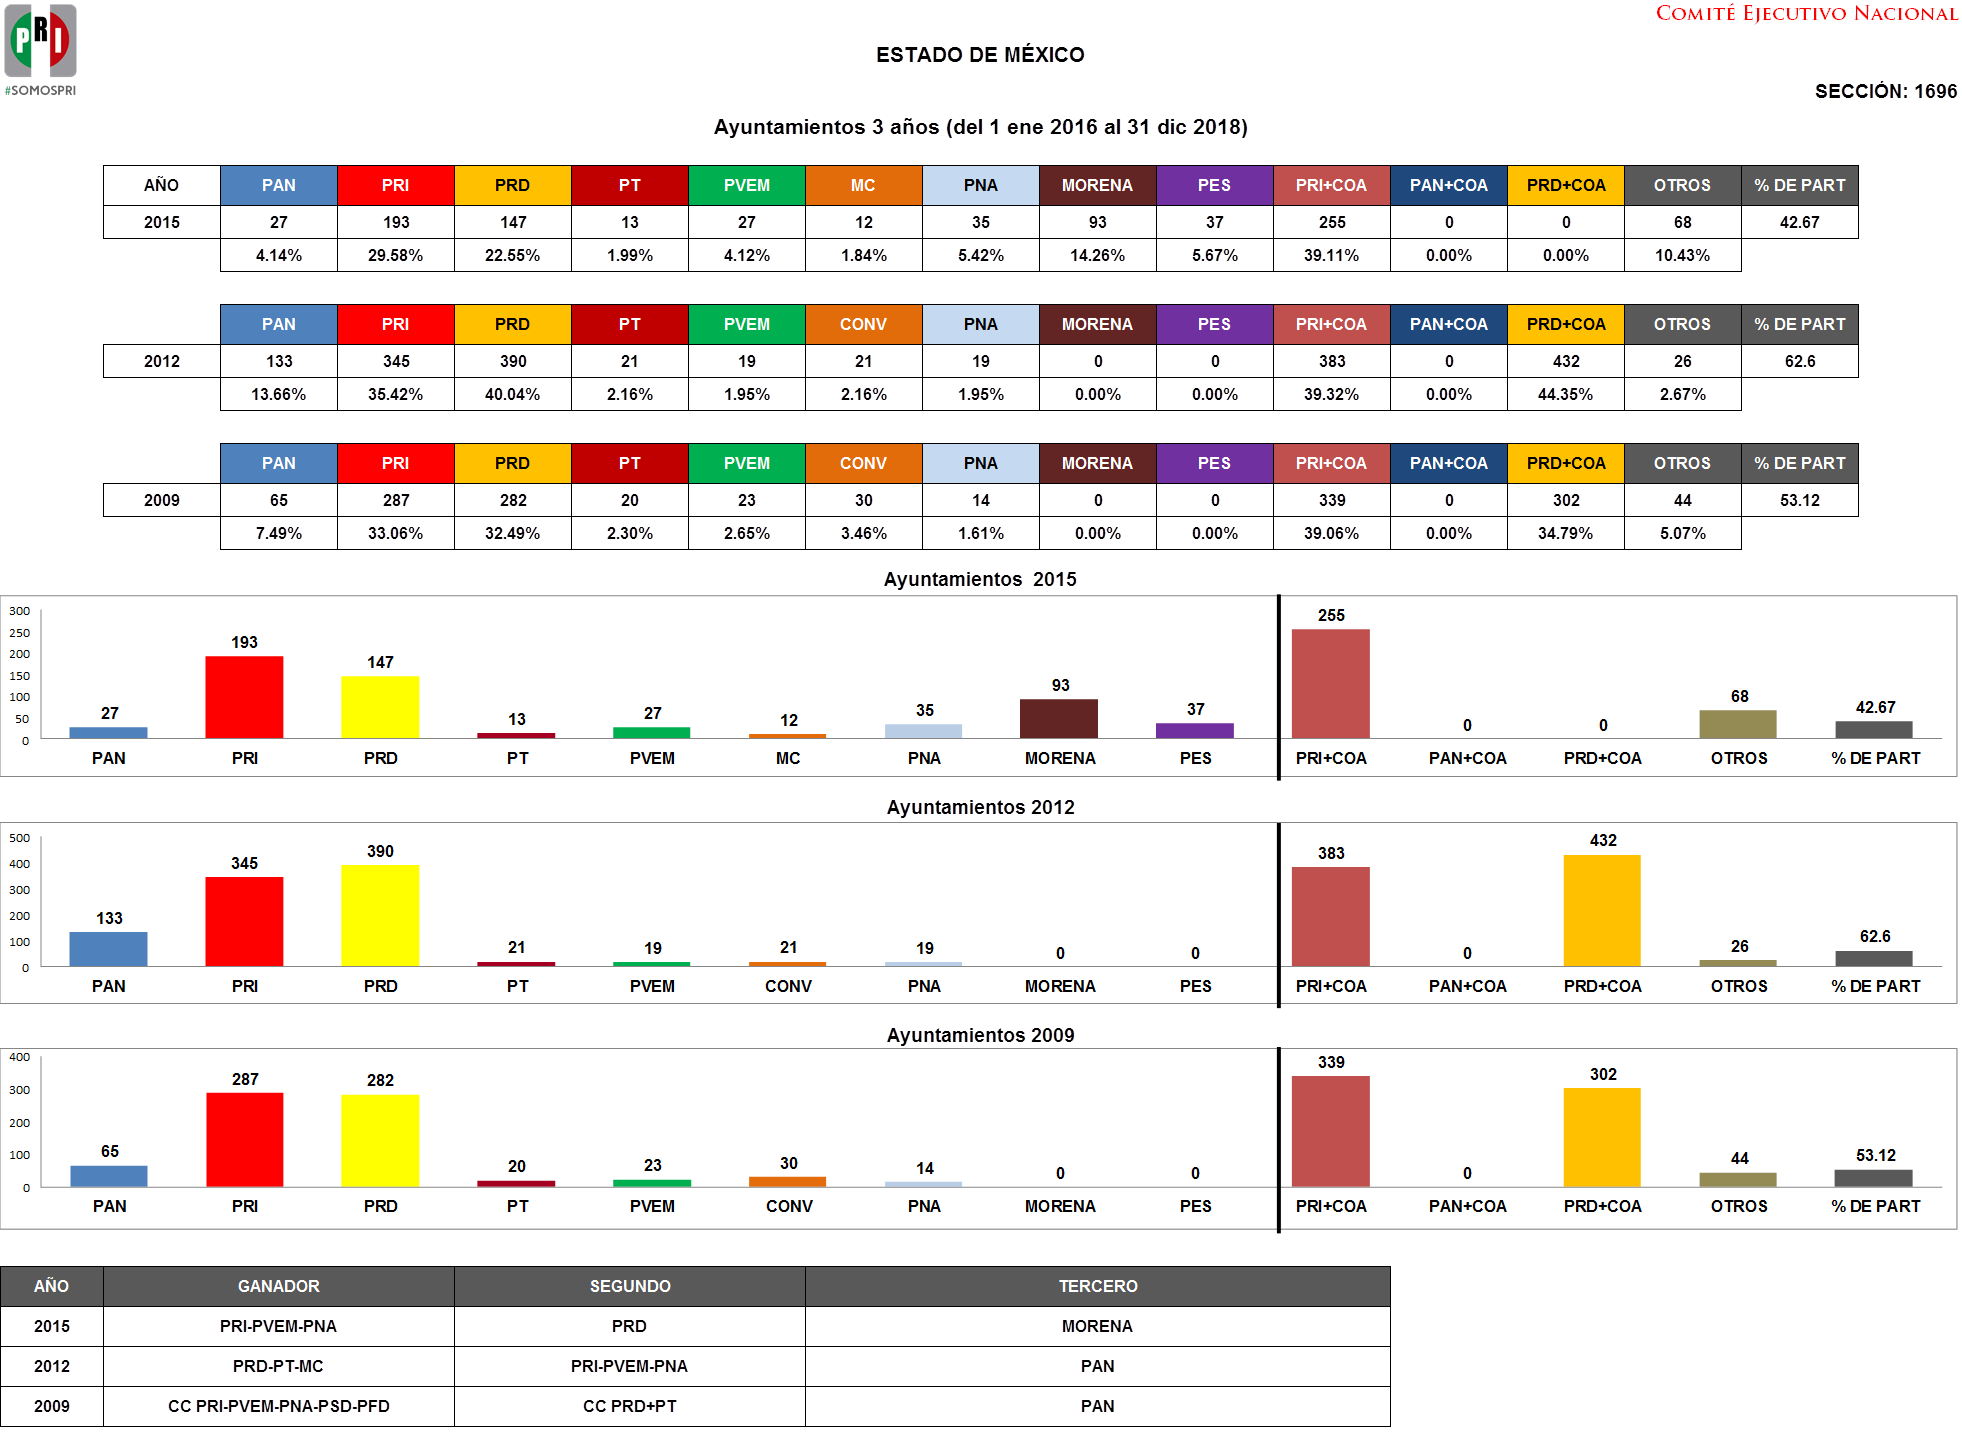 COMITÉ EJECUTIVO NACIONAL
PRI
#SOMOSPRI
ESTADO DE MÉXICO
SECCIÓN: 1696
Ayuntamientos 3 años (del 1 ene 2016 al 31 dic 2018)
AÑO PAN PRI PRD PT PVEM MC PNA MORENA PES PRI+COA PAN+COA PRD+COA OTROS % DE PART
2015 27 193 147 13 27 12 35 93 37 255 0 0 68 42.67
4.14% 29.58% 22.55% 1.99% 4.12% 1.84% 5.42% 14.26% 5.67% 39.11% 0.00% 0.00% 10.43%
PAN PRI PRD PT PVEM CONV PNA MORENA PES PRI+COA PAN+COA PRD+COA OTROS % DE PART
2012 133 345 390 21 19 21 19 0 0 383 0 432 26 62.6
13.66% 35.42% 40.04% 2.16% 1.95% 2.16% 1.95% 0.00% 0.00% 39.32% 0.00% 44.35% 2.67%
PAN PRI PRD PT PVEM CONV PNA MORENA PES PRI+COA PAN+COA PRD+COA OTROS % DE PART
2009 65 287 282 20 23 30 14 0 0 339 0 302 44 53.12
7.49% 33.06% 32.49% 2.30% 2.65% 3.46% 1.61% 0.00% 0.00% 39.06% 0.00% 34.79% 5.07%
Ayuntamientos 2015
300
250
200
150
100
50
0
27 193 147 13 27 12 35 93 37 255 0 0 68 42.67
PAN PRI PRD PT PVEM MC PNA MORENA PES PRI+COA PAN+COA PRD+COA OTROS % DE PART
Ayuntamientos 2012
500
400
300
200
100
0
133 345 390 21 19 21 19 0 0 383 0 432 26 62.6
PAN PRI PRD PT PVEM CONV PNA MORENA PES PRI+COA PAN+COA PRD+COA OTROS % DE PART
Ayuntamientos 2009
400
300
200
100
0
65 287 282 20 23 30 14 0 0 339 0 302 44 53.12
PAN PRI PRD PT PVEM CONV PNA MORENA PES PRI+COA PAN+COA PRD+COA OTROS % DE PART
AÑO GANADOR SEGUNDO TERCERO
2015 PRI-PVEM-PNA PRD MORENA
2012 PRD-PT-MC PRI-PVEM-PNA PAN
2009 CC PRI-PVEM-PNA-PSD-PFD CC PRD+PT PAN